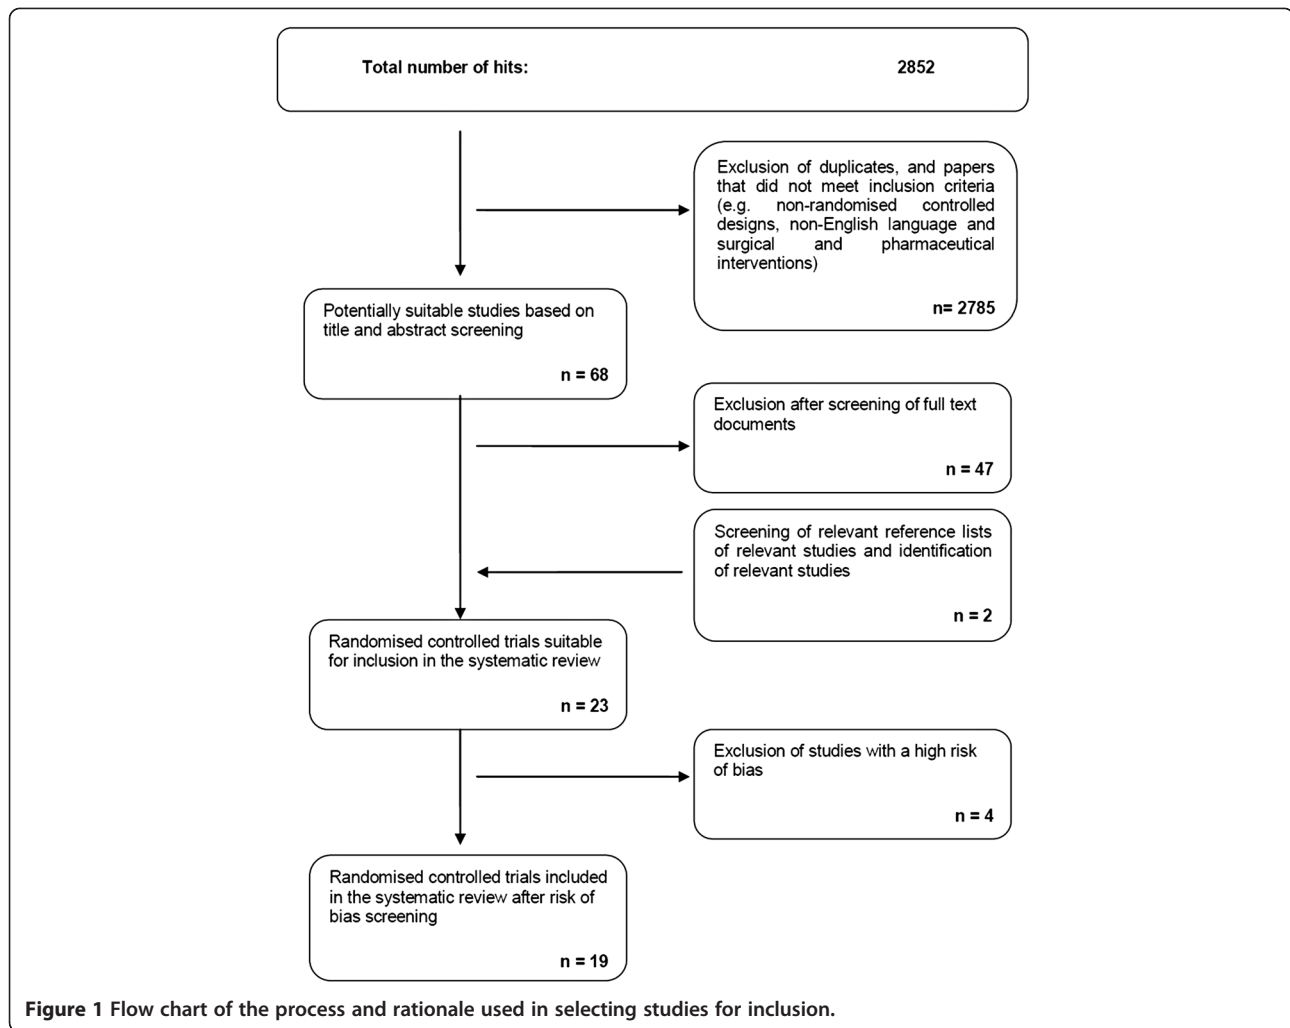 Total number of hits: 2852
Exclusion of duplicates, and papers
that did not meet inclusion criteria
(e.g. non-randomised controlled
designs, non-English language and
surgical and pharmaceutical
interventions)
n= 2785
Potentially suitable studies based on
title and abstract screening
n = 68
Exclusion after screening of full text
documents
n = 47
Screening of relevant reference lists
of relevant studies and identification
of relevant studies
n = 2
Randomised controlled trials suitable
for inclusion in the systematic review
n = 23
Exclusion of studies with a high risk
of bias
n = 4
Randomised controlled trials included
in the systematic review after risk of
bias screening
n = 19
Figure 1 Flow chart of the process and rationale used in selecting studies for inclusion.